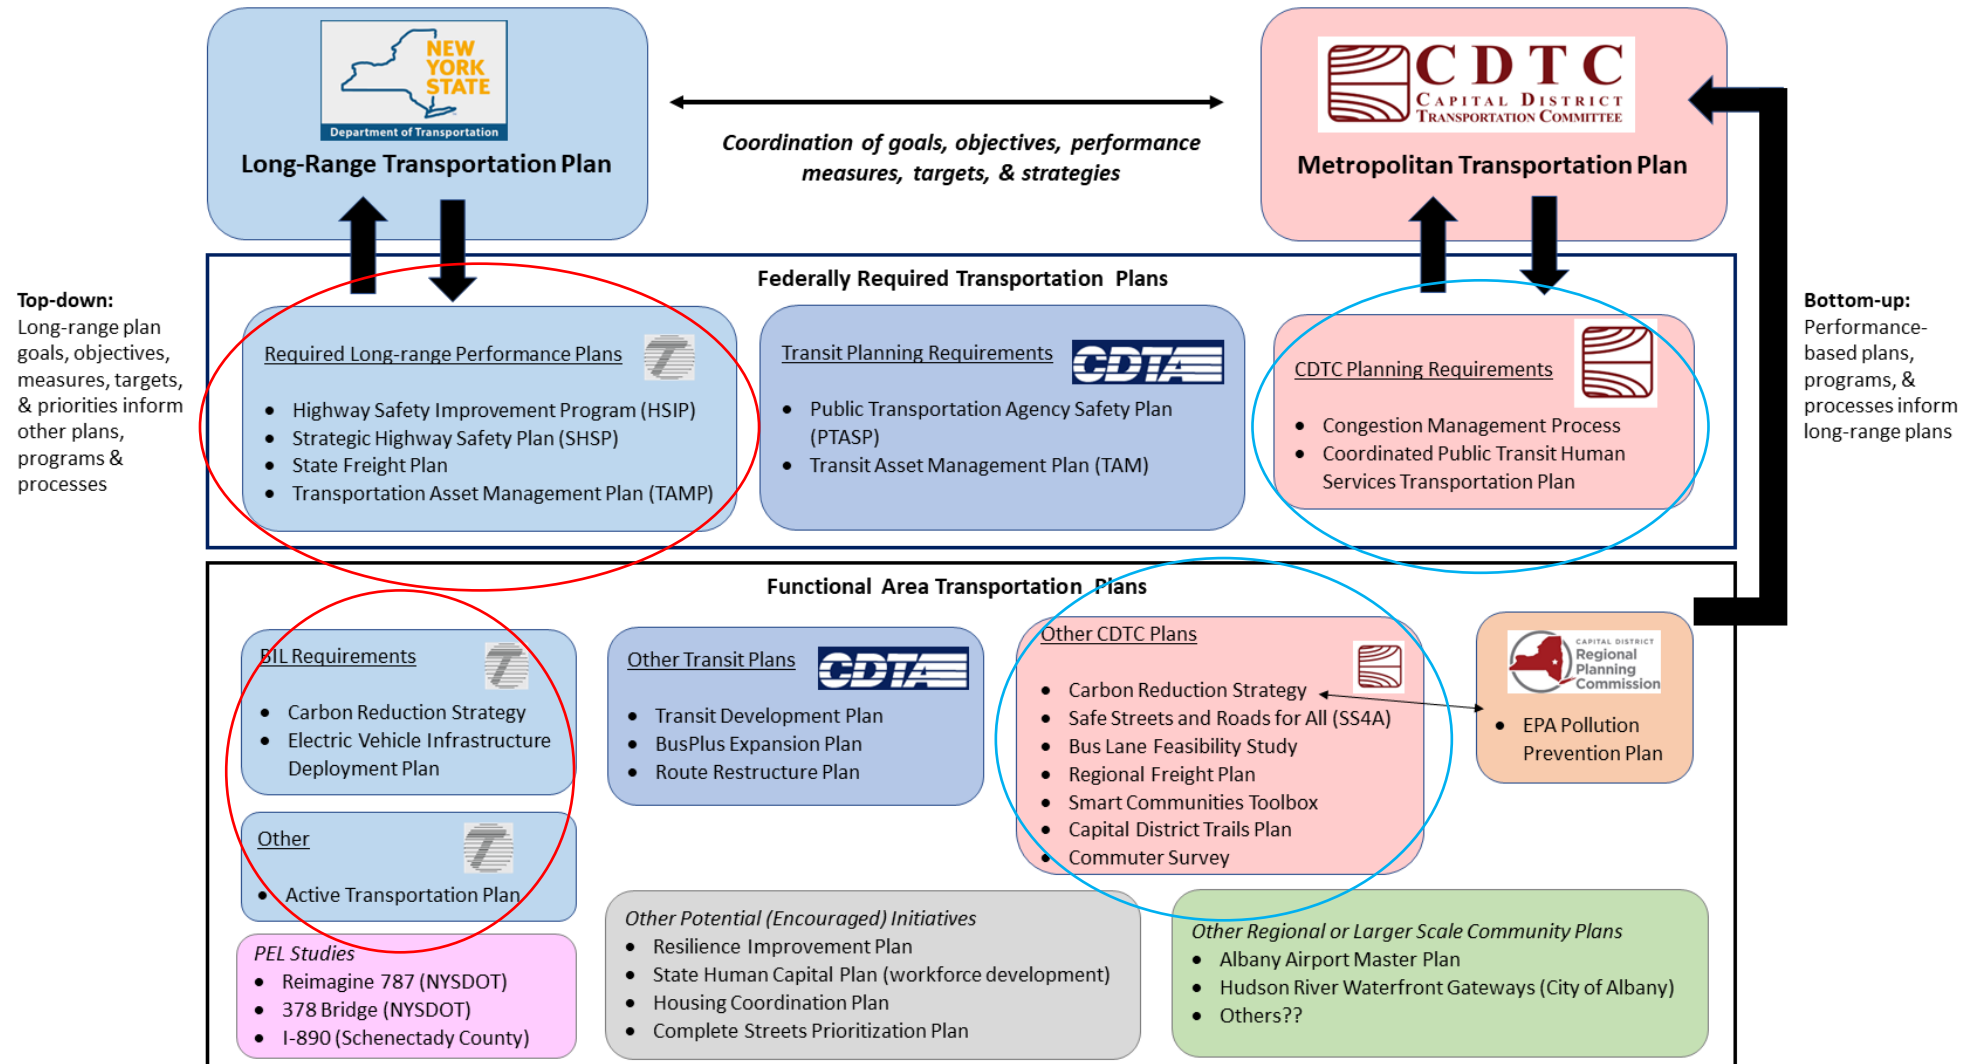 NEW
YORK
STATE
Department of Transportation
Long-Range Transportation Plan
Coordination of goals, objectives, performance
measures, targets, & strategies
CDTC
CAPITAL DISTRICT
TRANSPORTATION COMMITTEE
Metropolitan Transportation Plan
Top-down:
Long-range plan
goals, objectives,
measures, targets,
& priorities inform
other plans,
programs &
processes
Federally Required Transportation Plans
Required Long-range Performance Plans
• Highway Safety Improvement Program (HSIP)
• Strategic Highway Safety Plan (SHSP)
• State Freight Plan
• Transportation Asset Management Plan (TAMP)
Transit Planning Requirements
CDTA
• Public Transportation Agency Safety Plan
(PTASP)
• Transit Asset Management Plan (TAM)
CDTC Planning Requirements
• Congestion Management Process
• Coordinated Public Transit Human
Services Transportation Plan
Bottom-up:
Performance-
based plans,
programs, &
processes inform
long-range plans
Functional Area Transportation Plans
BIL Requirements
• Carbon Reduction Strategy
• Electric Vehicle Infrastructure
Deployment Plan
Other
• Active Transportation Plan
Other Transit Plans
CDTA
• Transit Development Plan
• BusPlus Expansion Plan
• Route Restructure Plan
Other CDTC Plans
• Carbon Reduction Strategy
• Safe Streets and Roads for All (SS4A)
• Bus Lane Feasibility Study
• Regional Freight Plan
• Smart Communities Toolbox
• Capital District Trails Plan
• Commuter Survey
CAPITAL DISTRICT
Regional
Planning
Commission
• EPA Pollution
Prevention Plan
PEL Studies
• Reimagine 787 (NYSDOT)
• 378 Bridge (NYSDOT)
• I-890 (Schenectady County)
Other Potential (Encouraged) Initiatives
• Resilience Improvement Plan
• State Human Capital Plan (workforce development)
• Housing Coordination Plan
• Complete Streets Prioritization Plan
Other Regional or Larger Scale Community Plans
• Albany Airport Master Plan
• Hudson River Waterfront Gateways (City of Albany)
• Others??